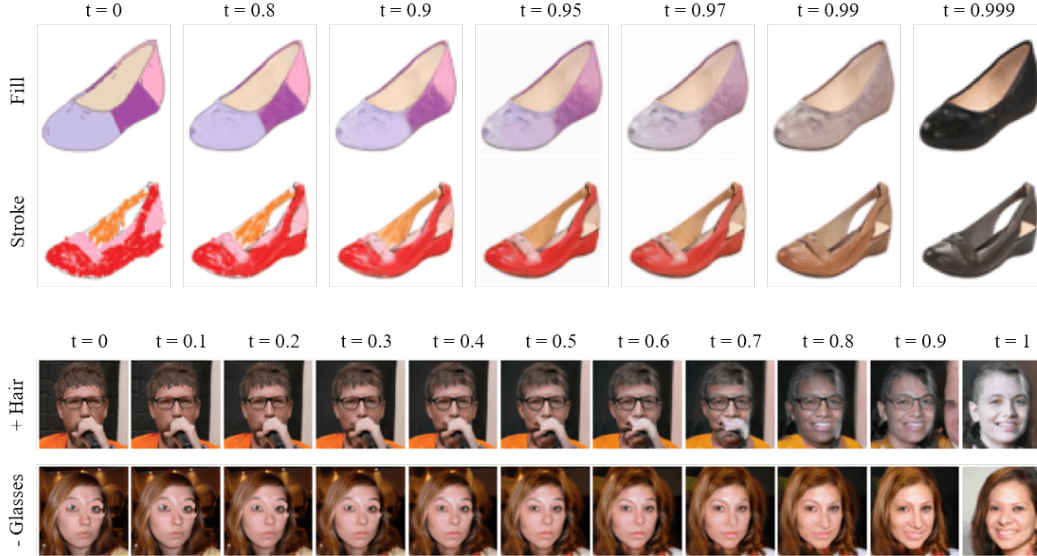 t = 0 t = 0.8 t = 0.9 t = 0.95 t = 0.97 t = 0.99 t = 0.999
Fill
Stroke
t = 0 t = 0.1 t = 0.2 t = 0.3 t = 0.4 t = 0.5 t = 0.6 t = 0.7 t = 0.8 t = 0.9 t = 1
+ Hair
- Glasses